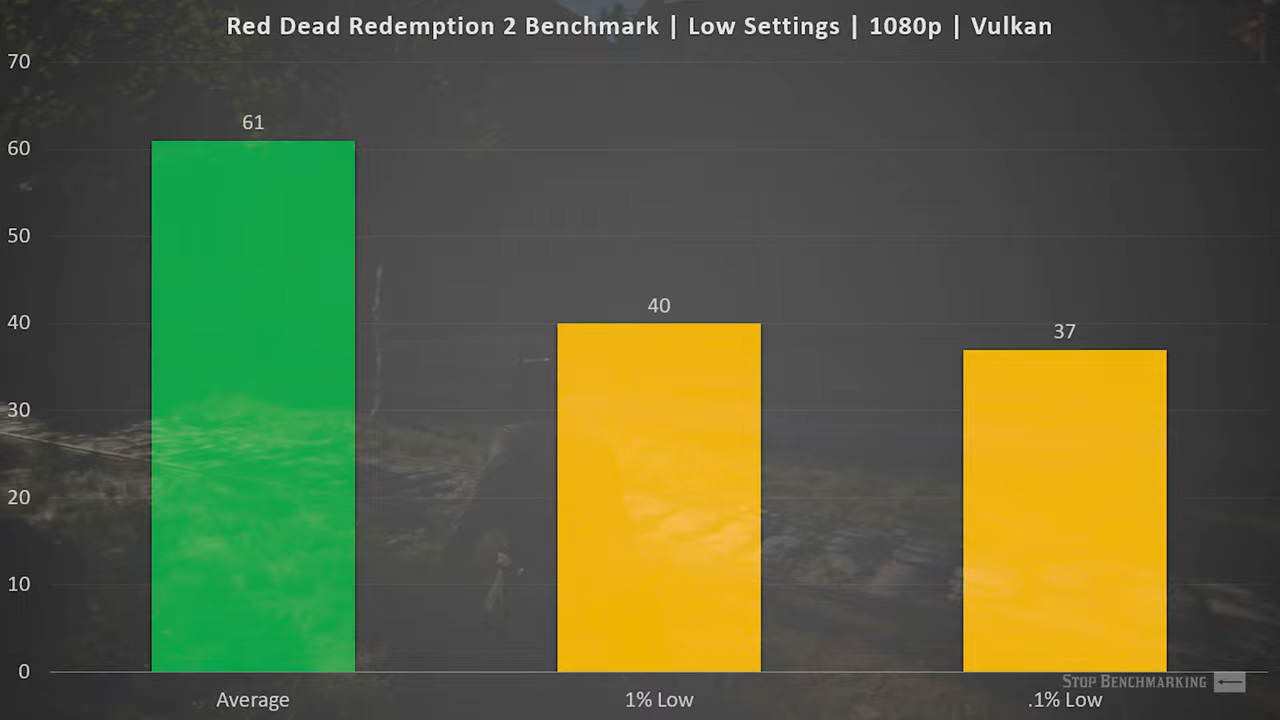 Red Dead Redemption 2 Benchmark | Low Settings | 1080p | Vulkan
70
61
60
50
40
40
37
30
20
10
0
Stop Benchmarking
Average
1% Low
.1% Low